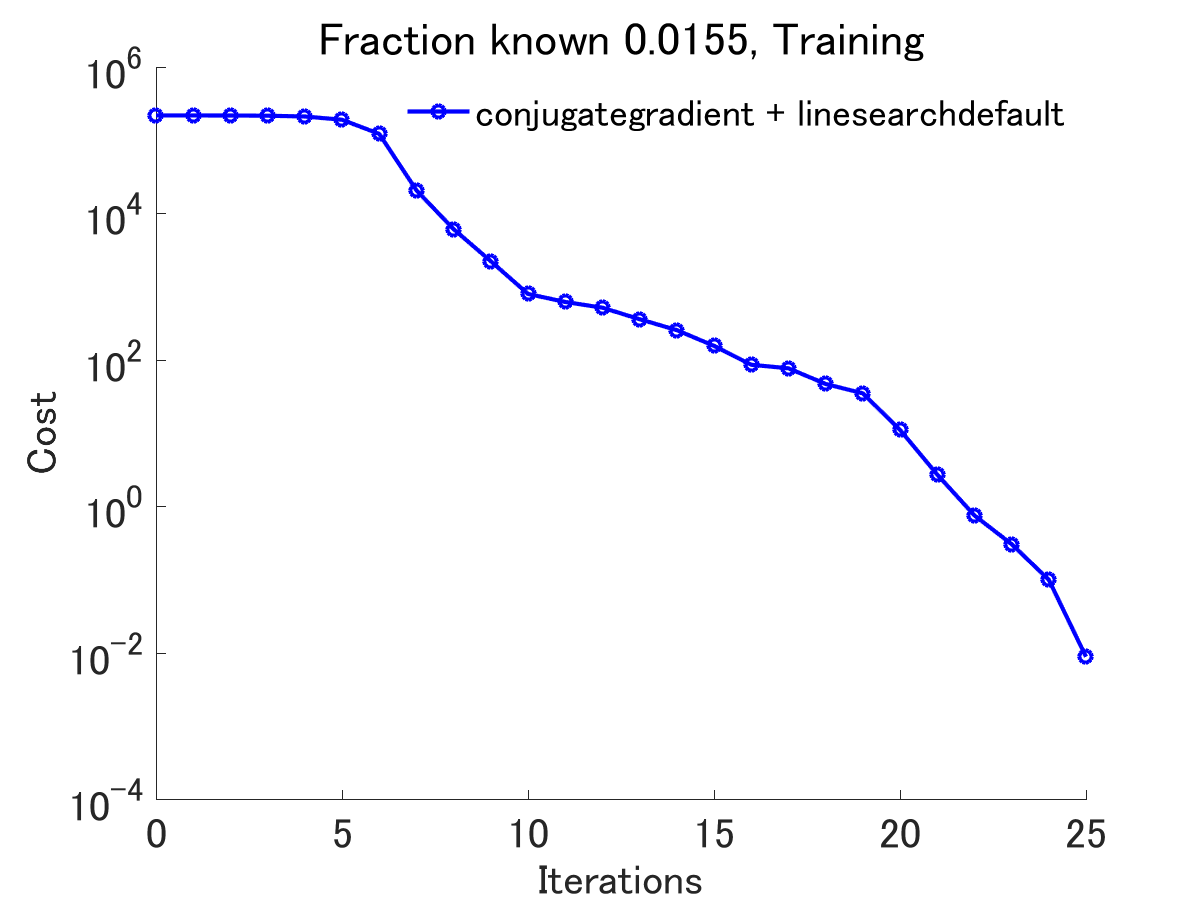 Fraction known 0.0155, Training
10^6
conjugategradient + linesearchdefault
10^4
10^2
Cost
10^0
10^-2
10^-4
0 5 10 15 20 25
Iterations